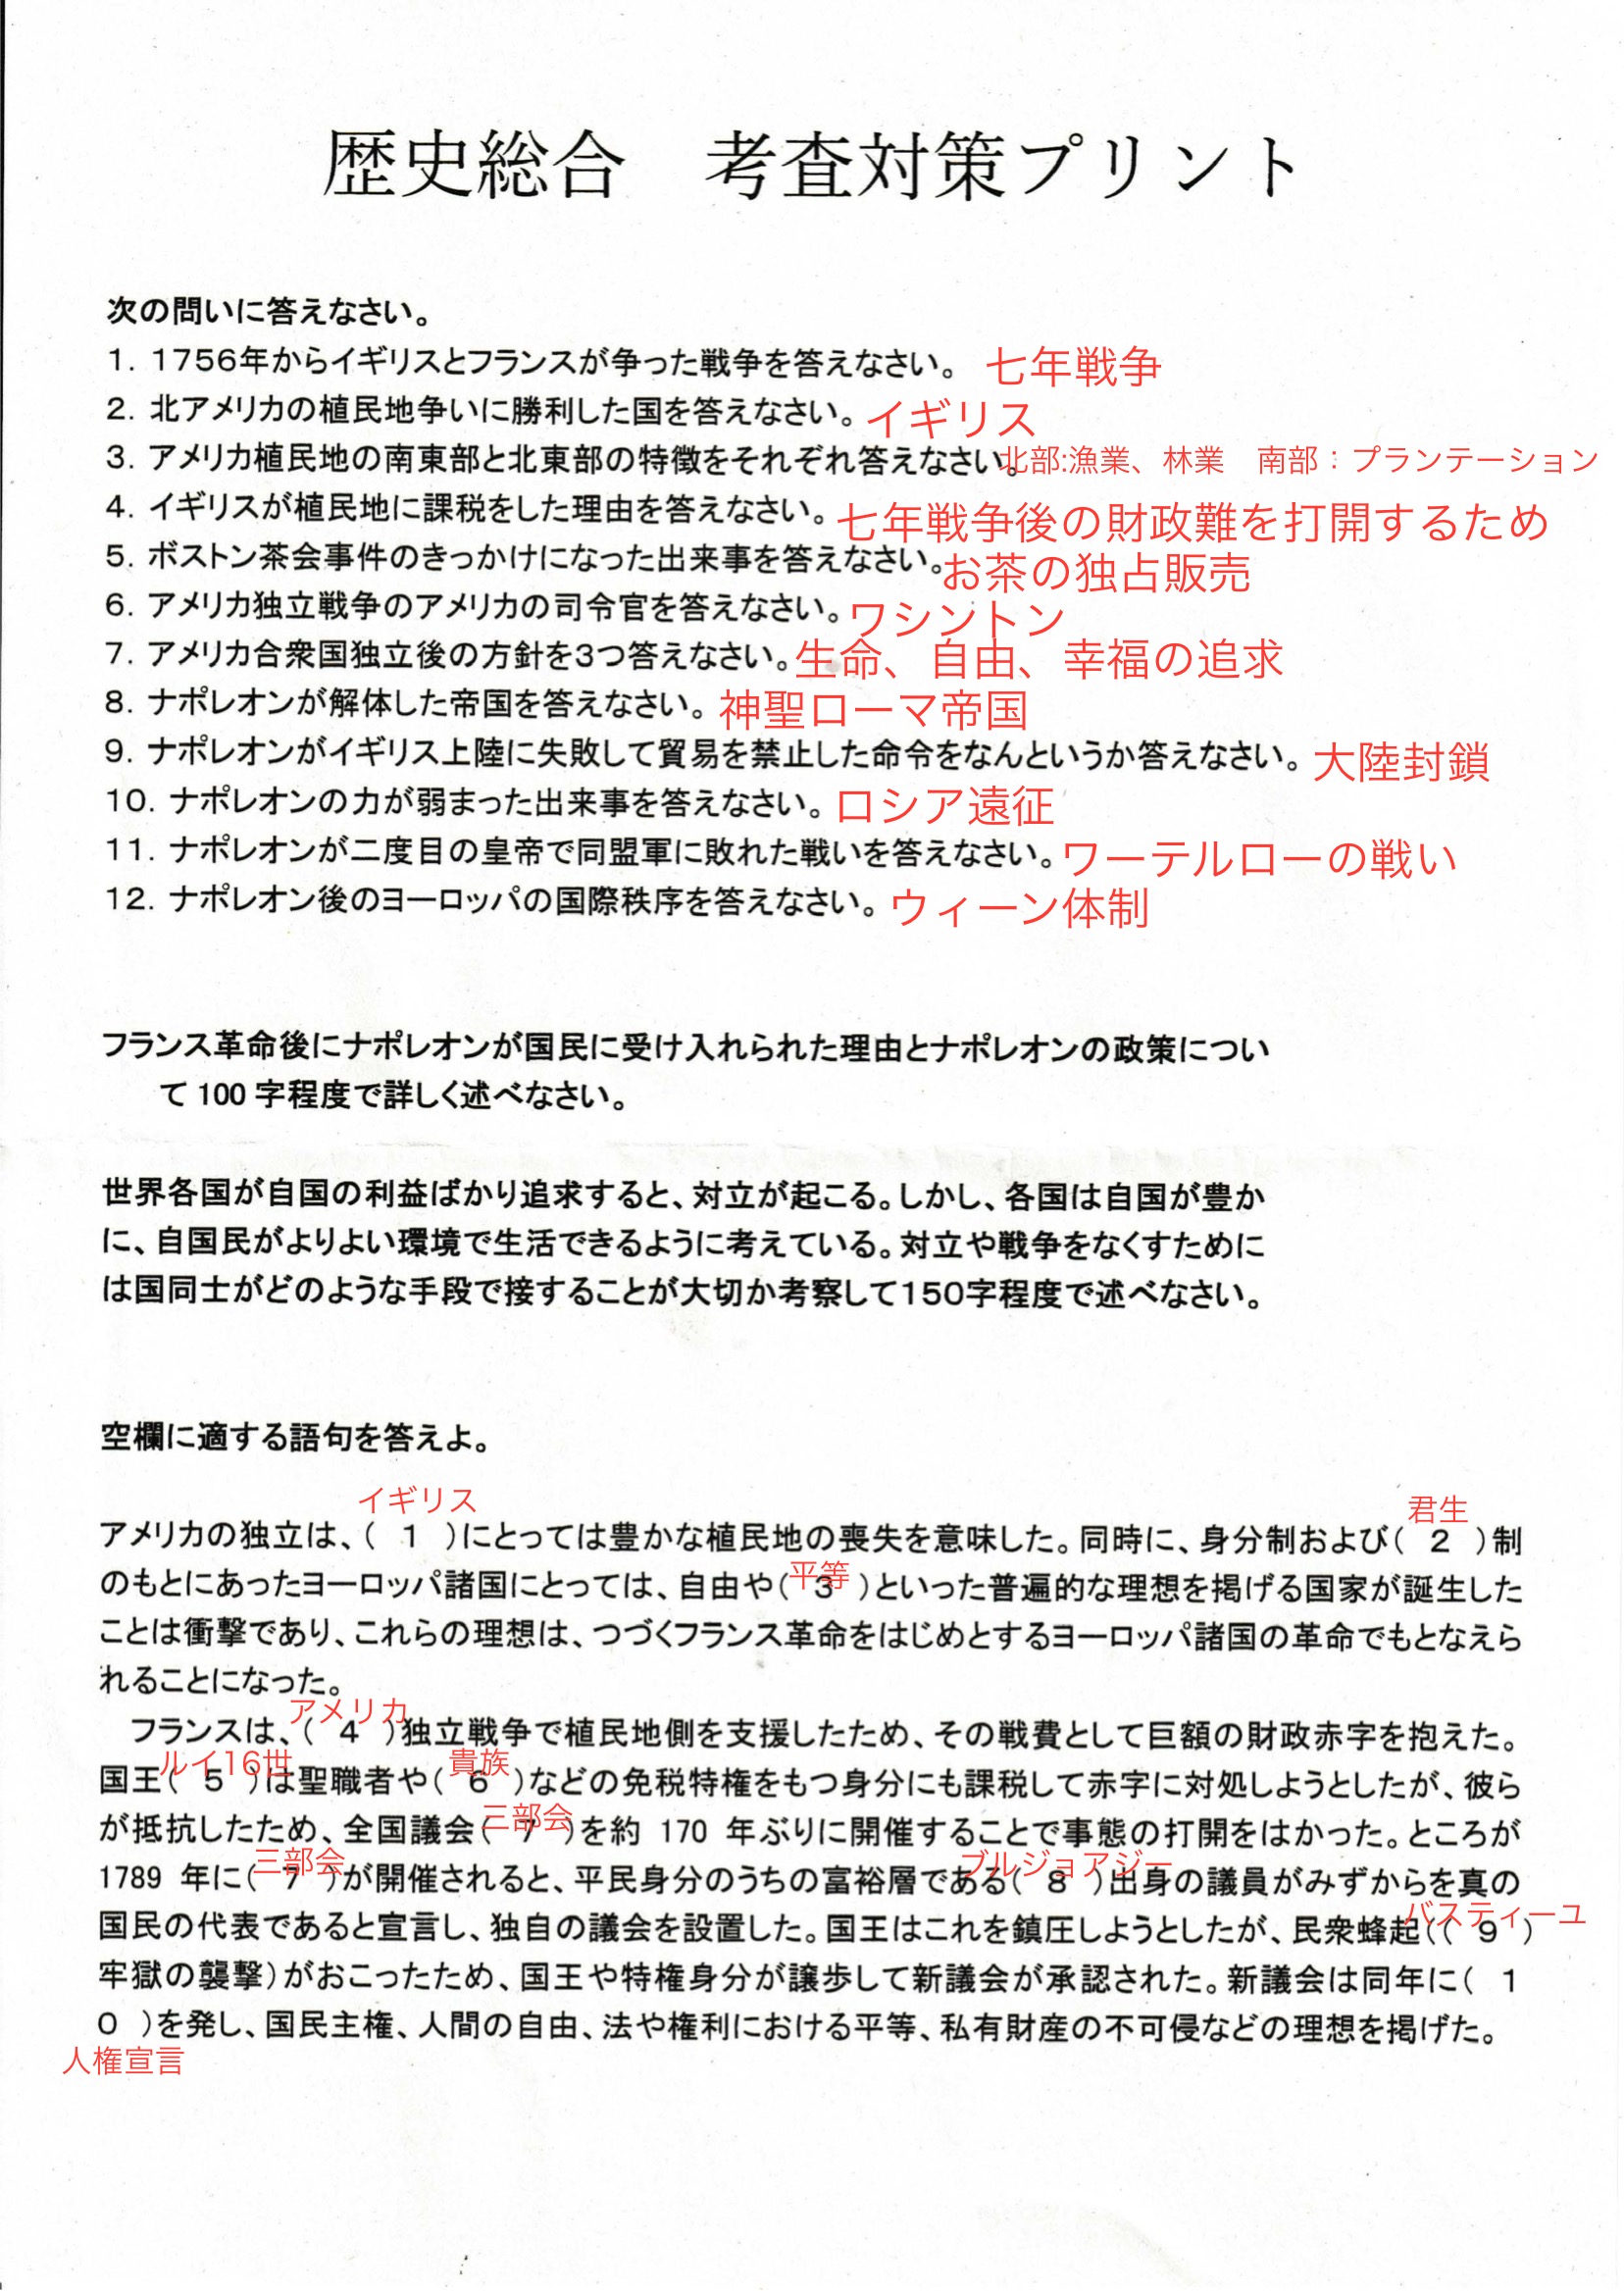 歴史総合　考査対策プリント
次の問いに答えなさい。
1. 1756年からイギリスとフランスが争った戦争を答えなさい。 七年戦争
2. 北アメリカの植民地争いに勝利した国を答えなさい。 イギリス
3. アメリカ植民地の南東部と北東部の特徴をそれぞれ答えなさい。 北部:漁業、林業　南部：プランテーション
4. イギリスが植民地に課税をした理由を答えなさい。 七年戦争後の財政難を打開するため
5. ボストン茶会事件のきっかけになった出来事を答えなさい。 お茶の独占販売
6. アメリカ独立戦争のアメリカの司令官を答えなさい。 ワシントン
7. アメリカ合衆国独立後の方針を3つ答えなさい。 生命、自由、幸福の追求
8. ナポレオンが解体した帝国を答えなさい。 神聖ローマ帝国
9. ナポレオンがイギリス上陸に失敗して貿易を禁止した命令をなんというか答えなさい。 大陸封鎖
10. ナポレオンの力が弱まった出来事を答えなさい。 ロシア遠征
11. ナポレオンが二度目の皇帝で同盟軍に敗れた戦いを答えなさい。 ワーテルローの戦い
12. ナポレオン後のヨーロッパの国際秩序を答えなさい。 ウィーン体制
フランス革命後にナポレオンが国民に受け入れられた理由とナポレオンの政策につい
て 100 字程度で詳しく述べなさい。
世界各国が自国の利益ばかり追求すると、対立が起こる。しかし、各国は自国が豊か
に、自国民がよりよい環境で生活できるように考えている。対立や戦争をなくすために
は国同士がどのような手段で接することが大切か考察して150字程度で述べなさい。
空欄に適する語句を答えよ。
イギリス 君生
アメリカの独立は、（ 1 ）にとっては豊かな植民地の喪失を意味した。同時に、身分制および（ 2 ）制
平等
のもとにあったヨーロッパ諸国にとっては、自由や（ 3 ）といった普遍的な理想を掲げる国家が誕生した
ことは衝撃であり、これらの理想は、つづくフランス革命をはじめとするヨーロッパ諸国の革命でもとなえら
れることになった。
アメリカ
フランスは、（ 4 ）独立戦争で植民地側を支援したため、その戦費として巨額の財政赤字を抱えた。
ルイ16世 貴族
国王（ 5 ）は聖職者や（ 6 ）などの免税特権をもつ身分にも課税して赤字に対処しようとしたが、彼ら
三部会
が抵抗したため、全国議会（ 7 ）を約 170 年ぶりに開催することで事態の打開をはかった。ところが
三部会 ブルジョアジー
1789 年に（ 7 ）が開催されると、平民身分のうちの富裕層である（ 8 ）出身の議員がみずからを真の
バスティーユ
国民の代表であると宣言し、独自の議会を設置した。国王はこれを鎮圧しようとしたが、民衆蜂起（（ 9 ）
牢獄の襲撃）がおこったため、国王や特権身分が譲歩して新議会が承認された。新議会は同年に（ 1
0 ）を発し、国民主権、人間の自由、法や権利における平等、私有財産の不可侵などの理想を掲げた。
人権宣言